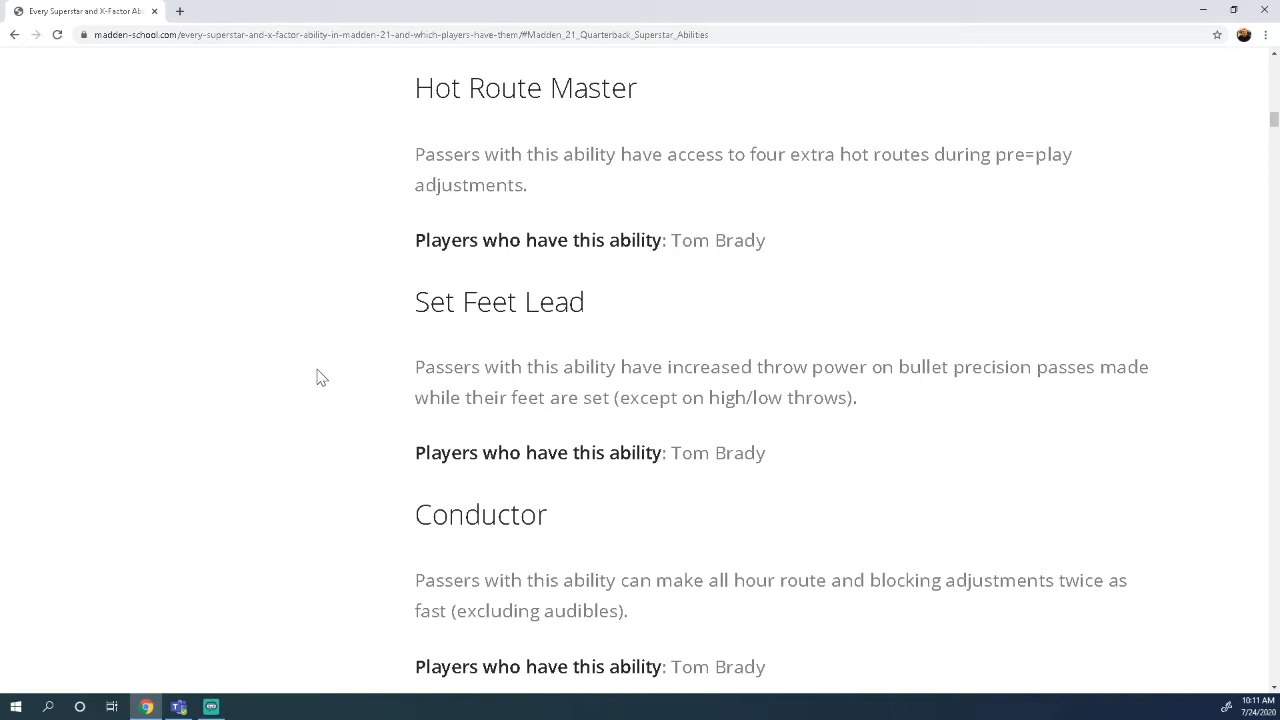 Every Superstar and X-Factor Abi
madden-school.com/every-superstar-and-x-factor-ability-in-madden-21-and-which-players-have-them/#Madden_21_Quarterback_Superstar_Abilities
Hot Route Master
Passers with this ability have access to four extra hot routes during pre=play
adjustments.
Players who have this ability: Tom Brady
Set Feet Lead
Passers with this ability have increased throw power on bullet precision passes made
while their feet are set (except on high/low throws).
Players who have this ability: Tom Brady
Conductor
Passers with this ability can make all hour route and blocking adjustments twice as
fast (excluding audibles).
Players who have this ability: Tom Brady
10:11 AM
7/24/2020